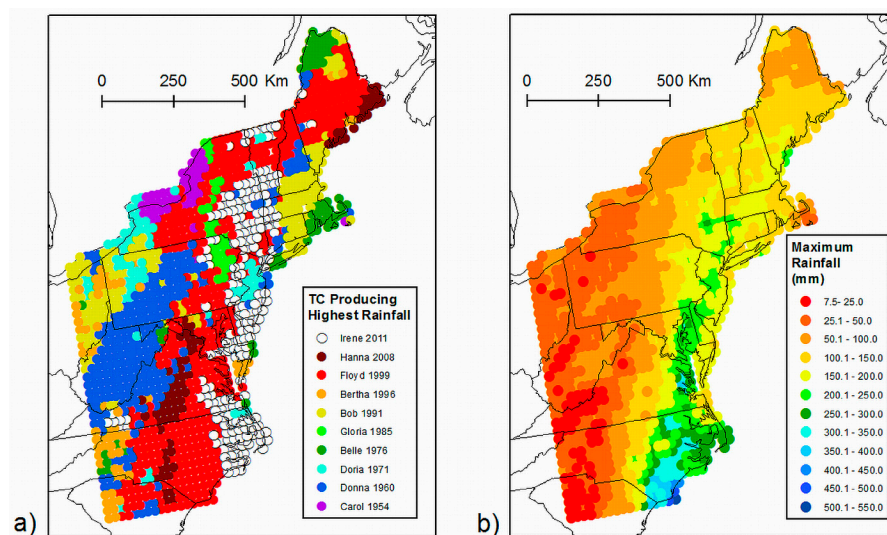 0 250 500 Km
TC Producing
Highest Rainfall
Irene 2011
Hanna 2008
Floyd 1999
Bertha 1996
Bob 1991
Gloria 1985
Belle 1976
Doria 1971
Donna 1960
Carol 1954
a)
0 250 500 Km
Maximum
Rainfall
(mm)
7.5- 25.0
25.1 - 50.0
50.1 - 100.0
100.1 - 150.0
150.1 - 200.0
200.1 - 250.0
250.1 - 300.0
300.1 - 350.0
350.1 - 400.0
400.1 - 450.0
450.1 - 500.0
500.1 - 550.0
b)